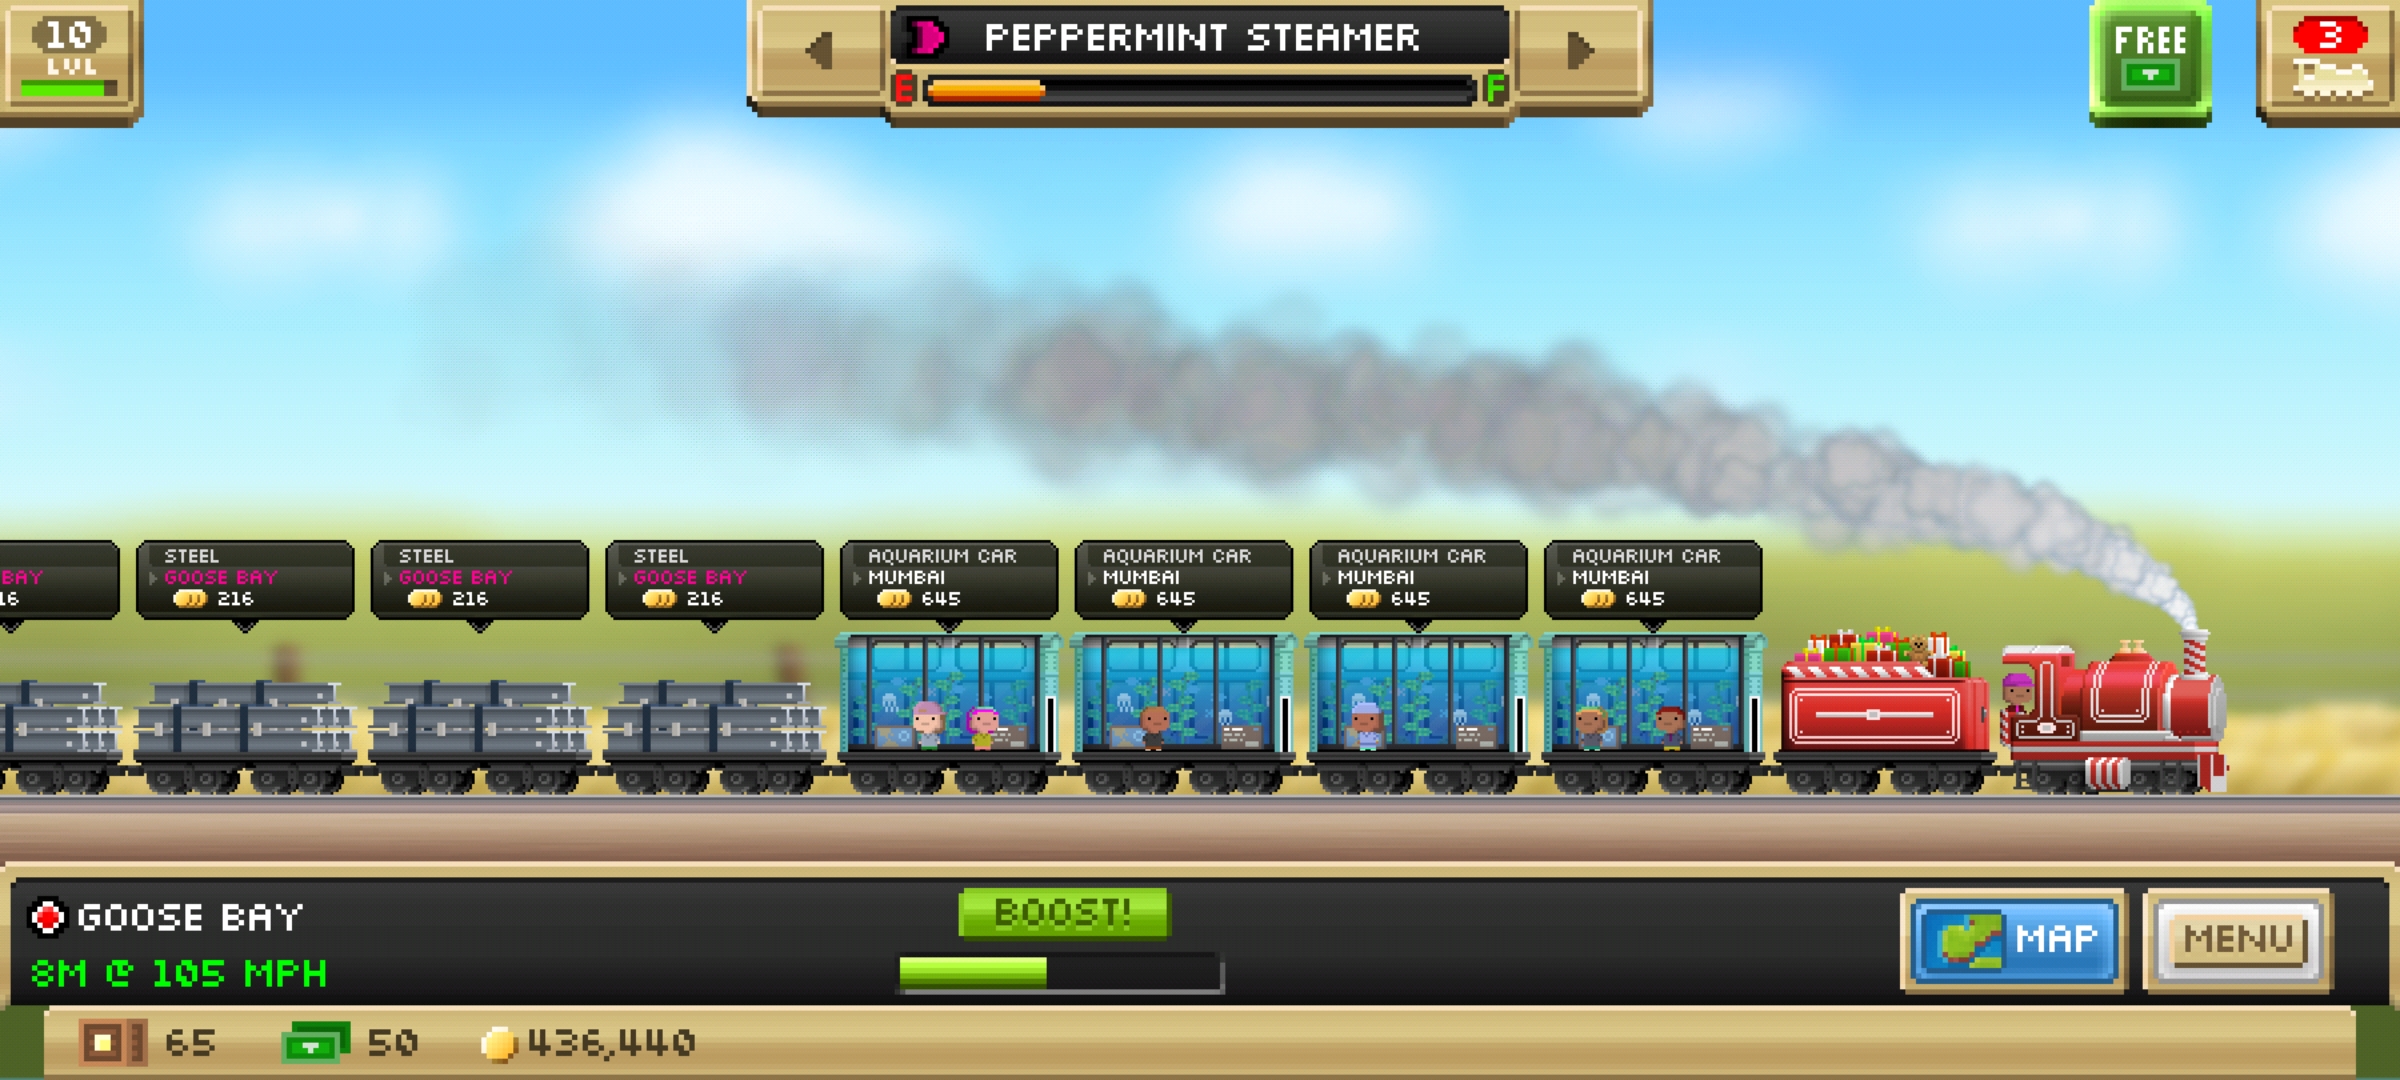 10
LVL
PEPPERMINT STEAMER
E
F
FREE
3
BAY
16
STEEL
GOOSE BAY
216
STEEL
GOOSE BAY
216
STEEL
GOOSE BAY
216
AQUARIUM CAR
MUMBAI
645
AQUARIUM CAR
MUMBAI
645
AQUARIUM CAR
MUMBAI
645
AQUARIUM CAR
MUMBAI
645
GOOSE BAY
8M @ 105 MPH
BOOST!
MAP
MENU
65
50
436,440